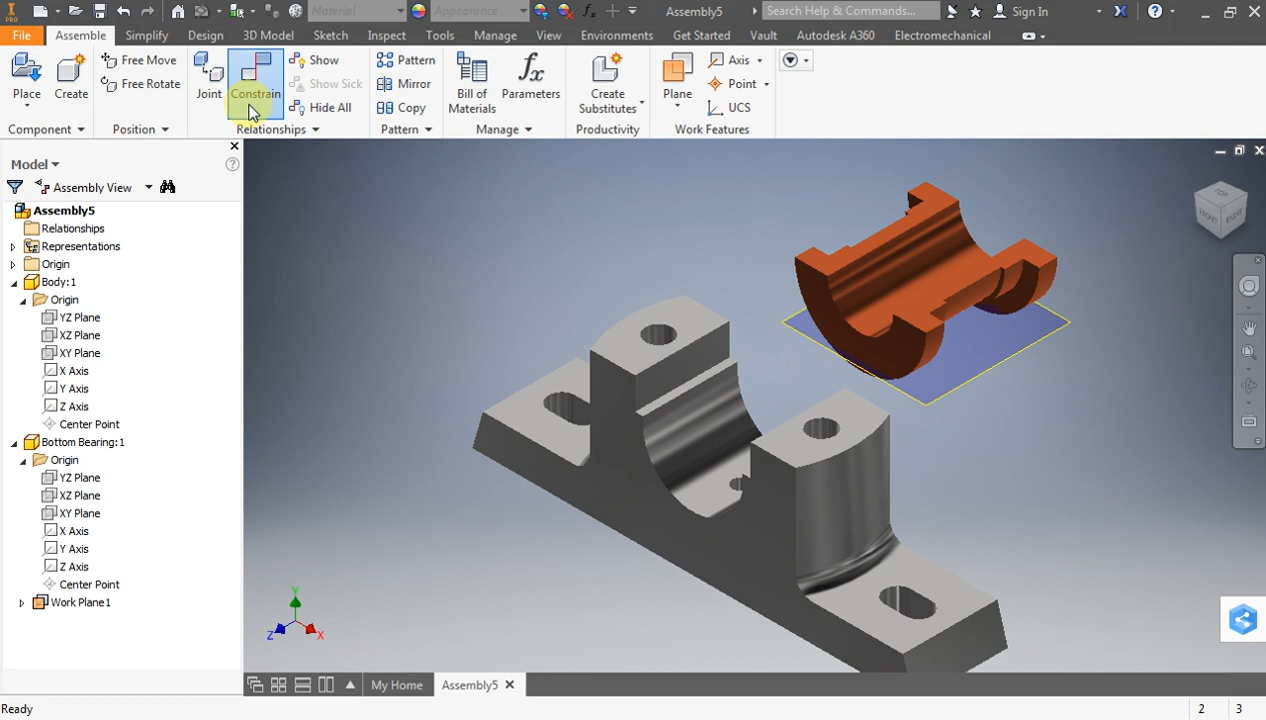 PRO
Material
Appearance
Assembly5
Search Help & Commands...
Sign In
File
Assemble
Simplify
Design
3D Model
Sketch
Inspect
Tools
Manage
View
Environments
Get Started
Vault
Autodesk A360
Electromechanical
Place
Create
Free Move
Free Rotate
Joint
Constrain
Show
Show Sick
Hide All
Pattern
Mirror
Copy
Bill of
Materials
Parameters
Create
Substitutes
Plane
Axis
Point
UCS
Component
Position
Relationships
Pattern
Manage
Productivity
Work Features
Model
Assembly View
Assembly5
Relationships
Representations
Origin
Body:1
Origin
YZ Plane
XZ Plane
XY Plane
X Axis
Y Axis
Z Axis
Center Point
Bottom Bearing:1
Origin
YZ Plane
XZ Plane
XY Plane
X Axis
Y Axis
Z Axis
Center Point
Work Plane1
TOP
FRONT
RIGHT
Y
Z
X
My Home
Assembly5
Ready
2
3